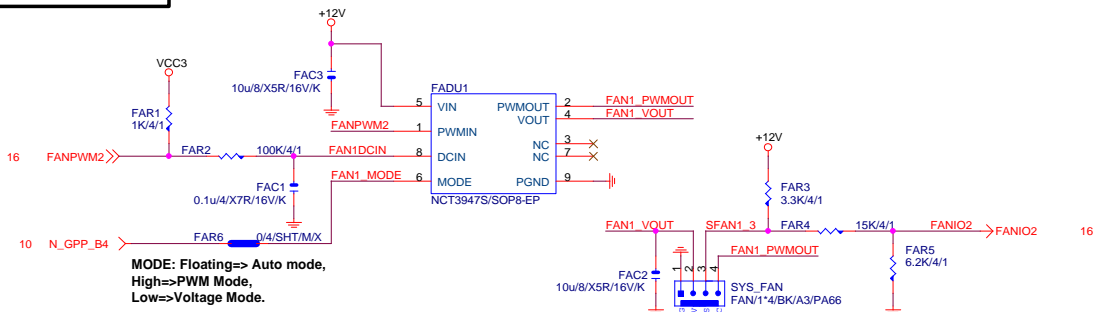 +12V
VCC3
FAC3
10u/8/X5R/16V/K
FAR1
1K/4/1
FADU1
5 VIN PWMOUT 2 FAN1_PWMOUT
VOUT 4 FAN1_VOUT
FANPWM2 1 PWMIN
NC 3
16 FANPWM2 FAR2 100K/4/1 FAN1DCIN 8 DCIN NC 7
FAN1_MODE 6 MODE PGND 9
FAC1
0.1u/4/X7R/16V/K
NCT3947S/SOP8-EP
+12V
FAR3
3.3K/4/1
10 N_GPP_B4 FAR6 0/4/SHT/M/X
FAN1_VOUT SFAN1_3 FAR4 15K/4/1 FANIO2 FANIO2 16
MODE: Floating=> Auto mode,
High=>PWM Mode,
Low=>Voltage Mode.
FAN1_PWMOUT
FAR5
6.2K/4/1
FAC2
10u/8/X5R/16V/K
1 2 3 4
SYS_FAN
FAN/1*4/BK/A3/PA66